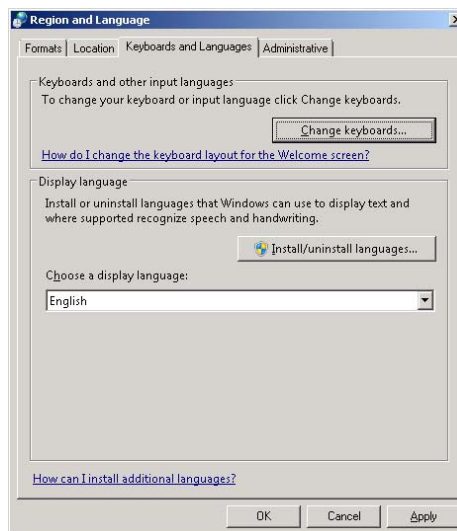 Region and Language
Formats Location Keyboards and Languages Administrative
Keyboards and other input languages
To change your keyboard or input language click Change keyboards.
Change keyboards...
How do I change the keyboard layout for the Welcome screen?
Display language
Install or uninstall languages that Windows can use to display text and
where supported recognize speech and handwriting.
Install/uninstall languages...
Choose a display language:
English
How can I install additional languages?
OK Cancel Apply